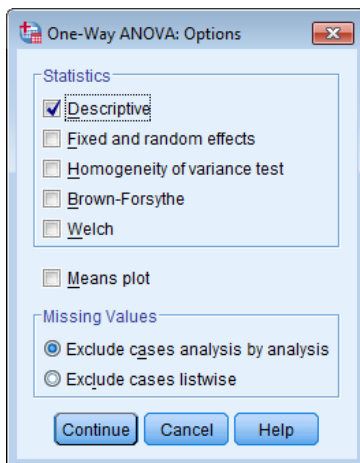 One-Way ANOVA: Options
Statistics
Descriptive
Fixed and random effects
Homogeneity of variance test
Brown-Forsythe
Welch
Means plot
Missing Values
Exclude cases analysis by analysis
Exclude cases listwise
Continue Cancel Help